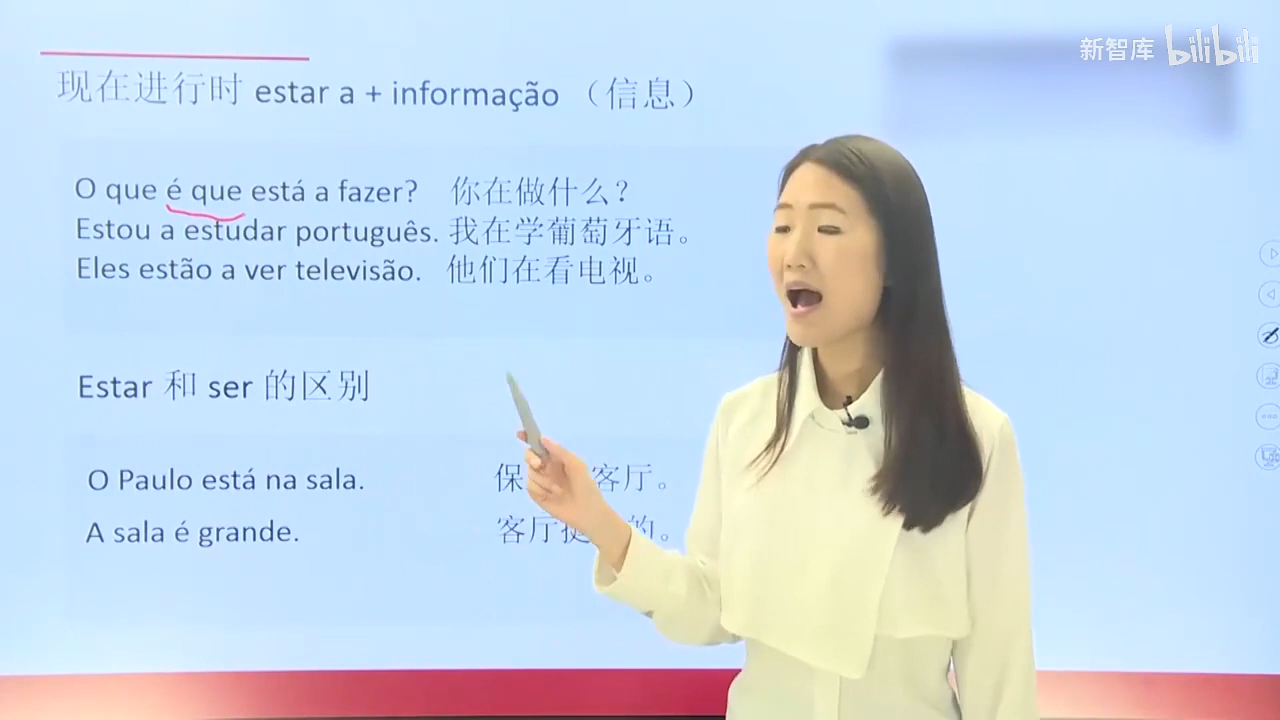 新智库 bilibili
现在进行时 estar a + informação （信息）
O que é que está a fazer? 你在做什么？
Estou a estudar português. 我在学葡萄牙语。
Eles estão a ver televisão. 他们在看电视。
Estar 和 ser 的区别
O Paulo está na sala. 保 客厅。
A sala é grande. 客厅挺 的。